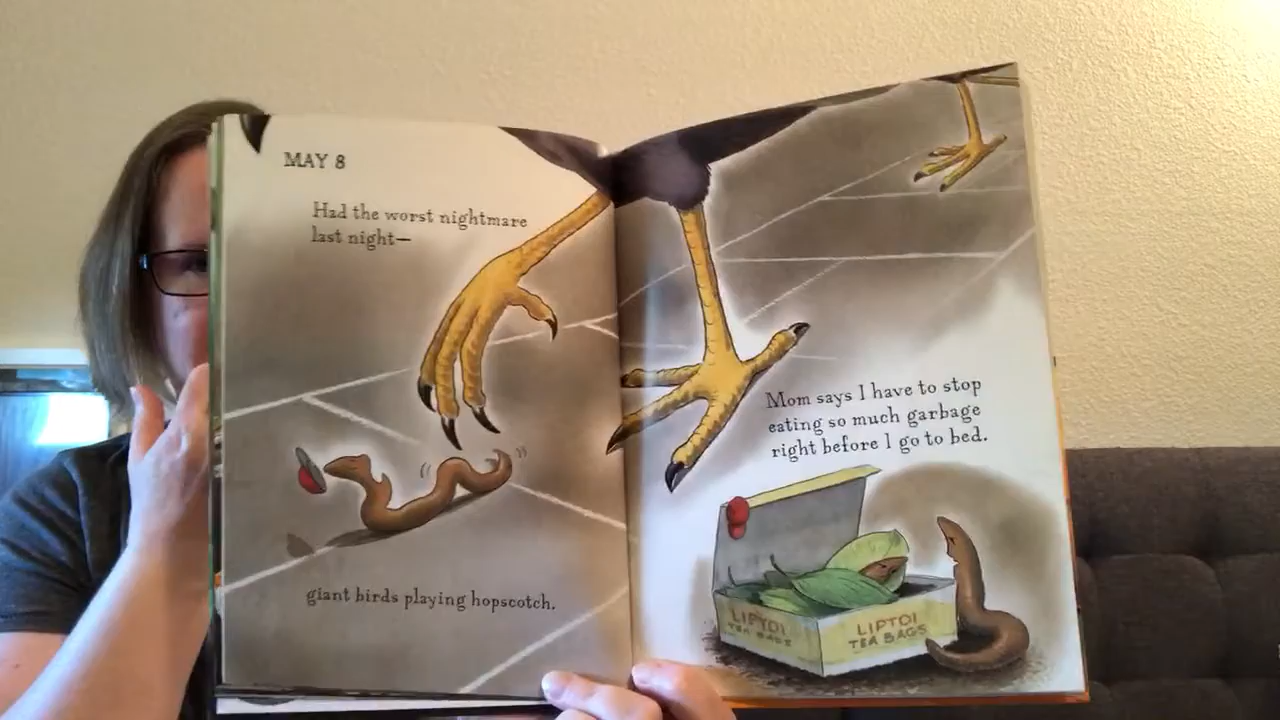 MAY 8
Had the worst nightmare
last night—
giant birds playing hopscotch.
Mom says I have to stop
eating so much garbage
right before I go to bed.
LIPTOI
TEA BAGS
LIPTOI
TEA BAGS